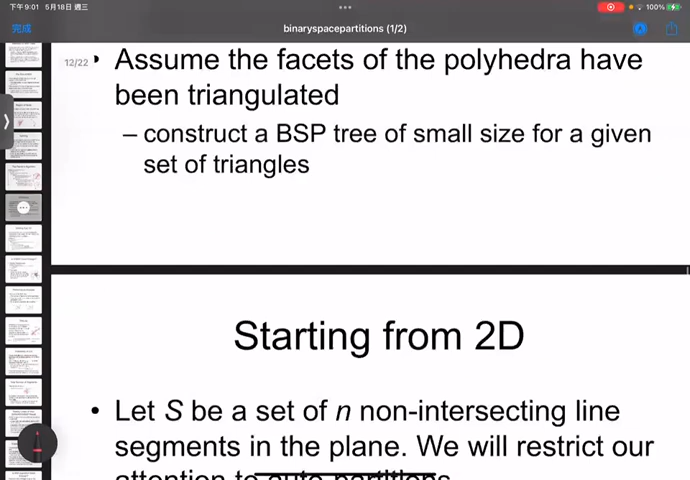 下午9:01 5月18日 週三
100%
完成
binaryspacepartitions (1/2)
12/22
Assume the facets of the polyhedra have
been triangulated
– construct a BSP tree of small size for a given
set of triangles
Starting from 2D
• Let S be a set of n non-intersecting line
segments in the plane. We will restrict our
attention to auto-partitions